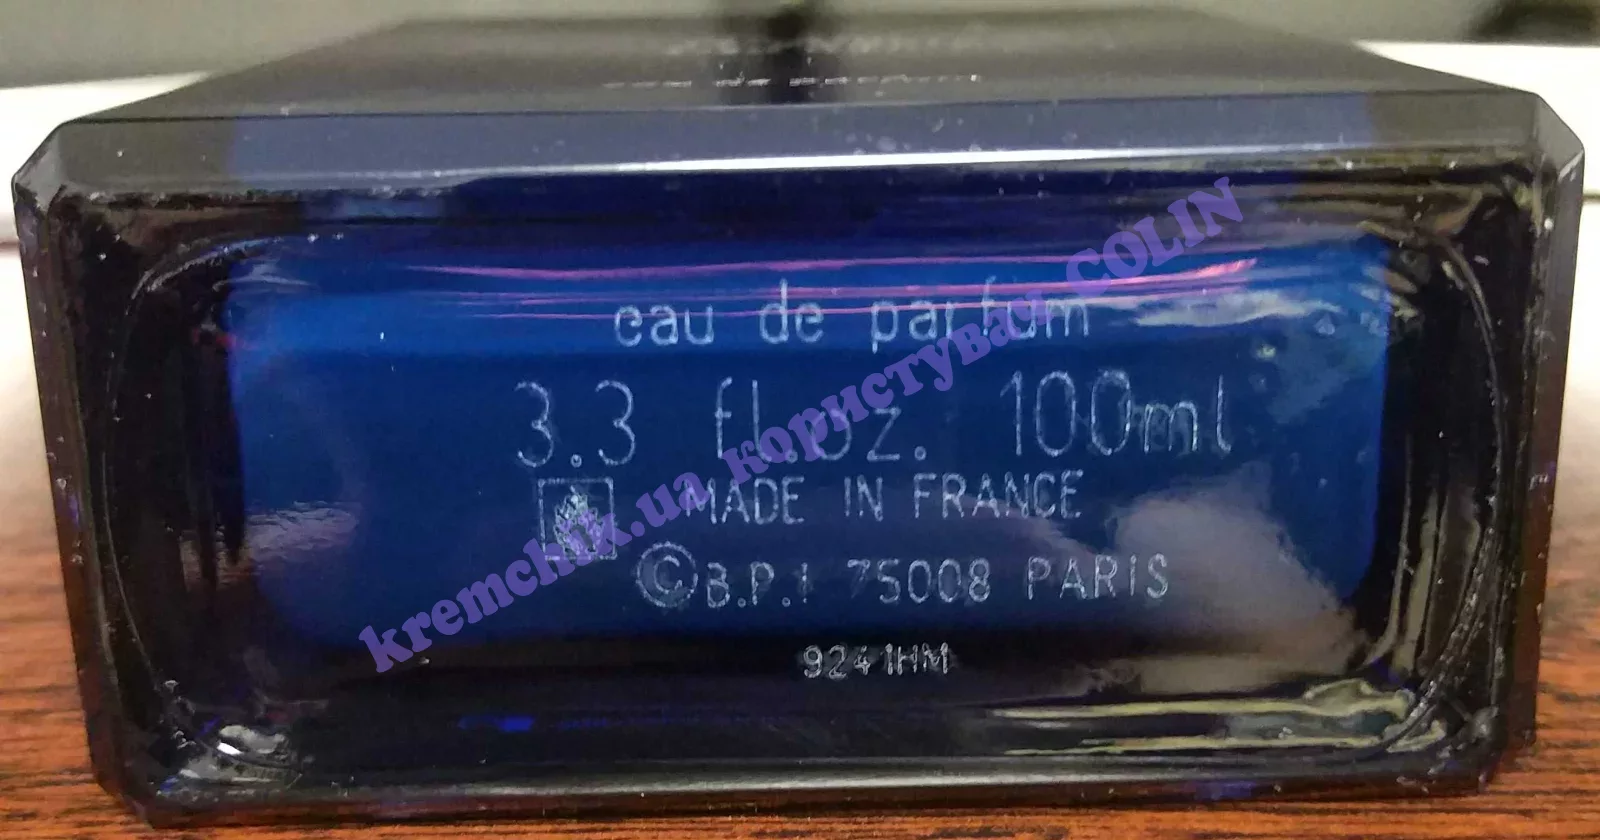 eau de parfum
3.3 fl.oz. 100ml
MADE IN FRANCE
©B.P.I 75008 PARIS
9241HM
kremchik.ua користувач COLIN